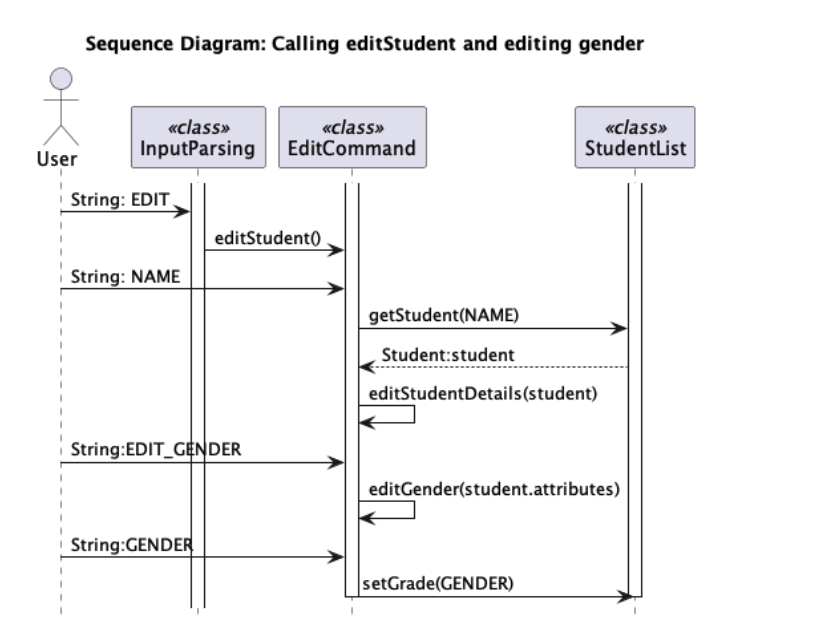 Sequence Diagram: Calling editStudent and editing gender
«class»
InputParsing
«class»
EditCommand
«class»
StudentList
User
String: EDIT
editStudent()
String: NAME
getStudent(NAME)
Student:student
editStudentDetails(student)
String:EDIT_GENDER
editGender(student.attributes)
String:GENDER
setGrade(GENDER)